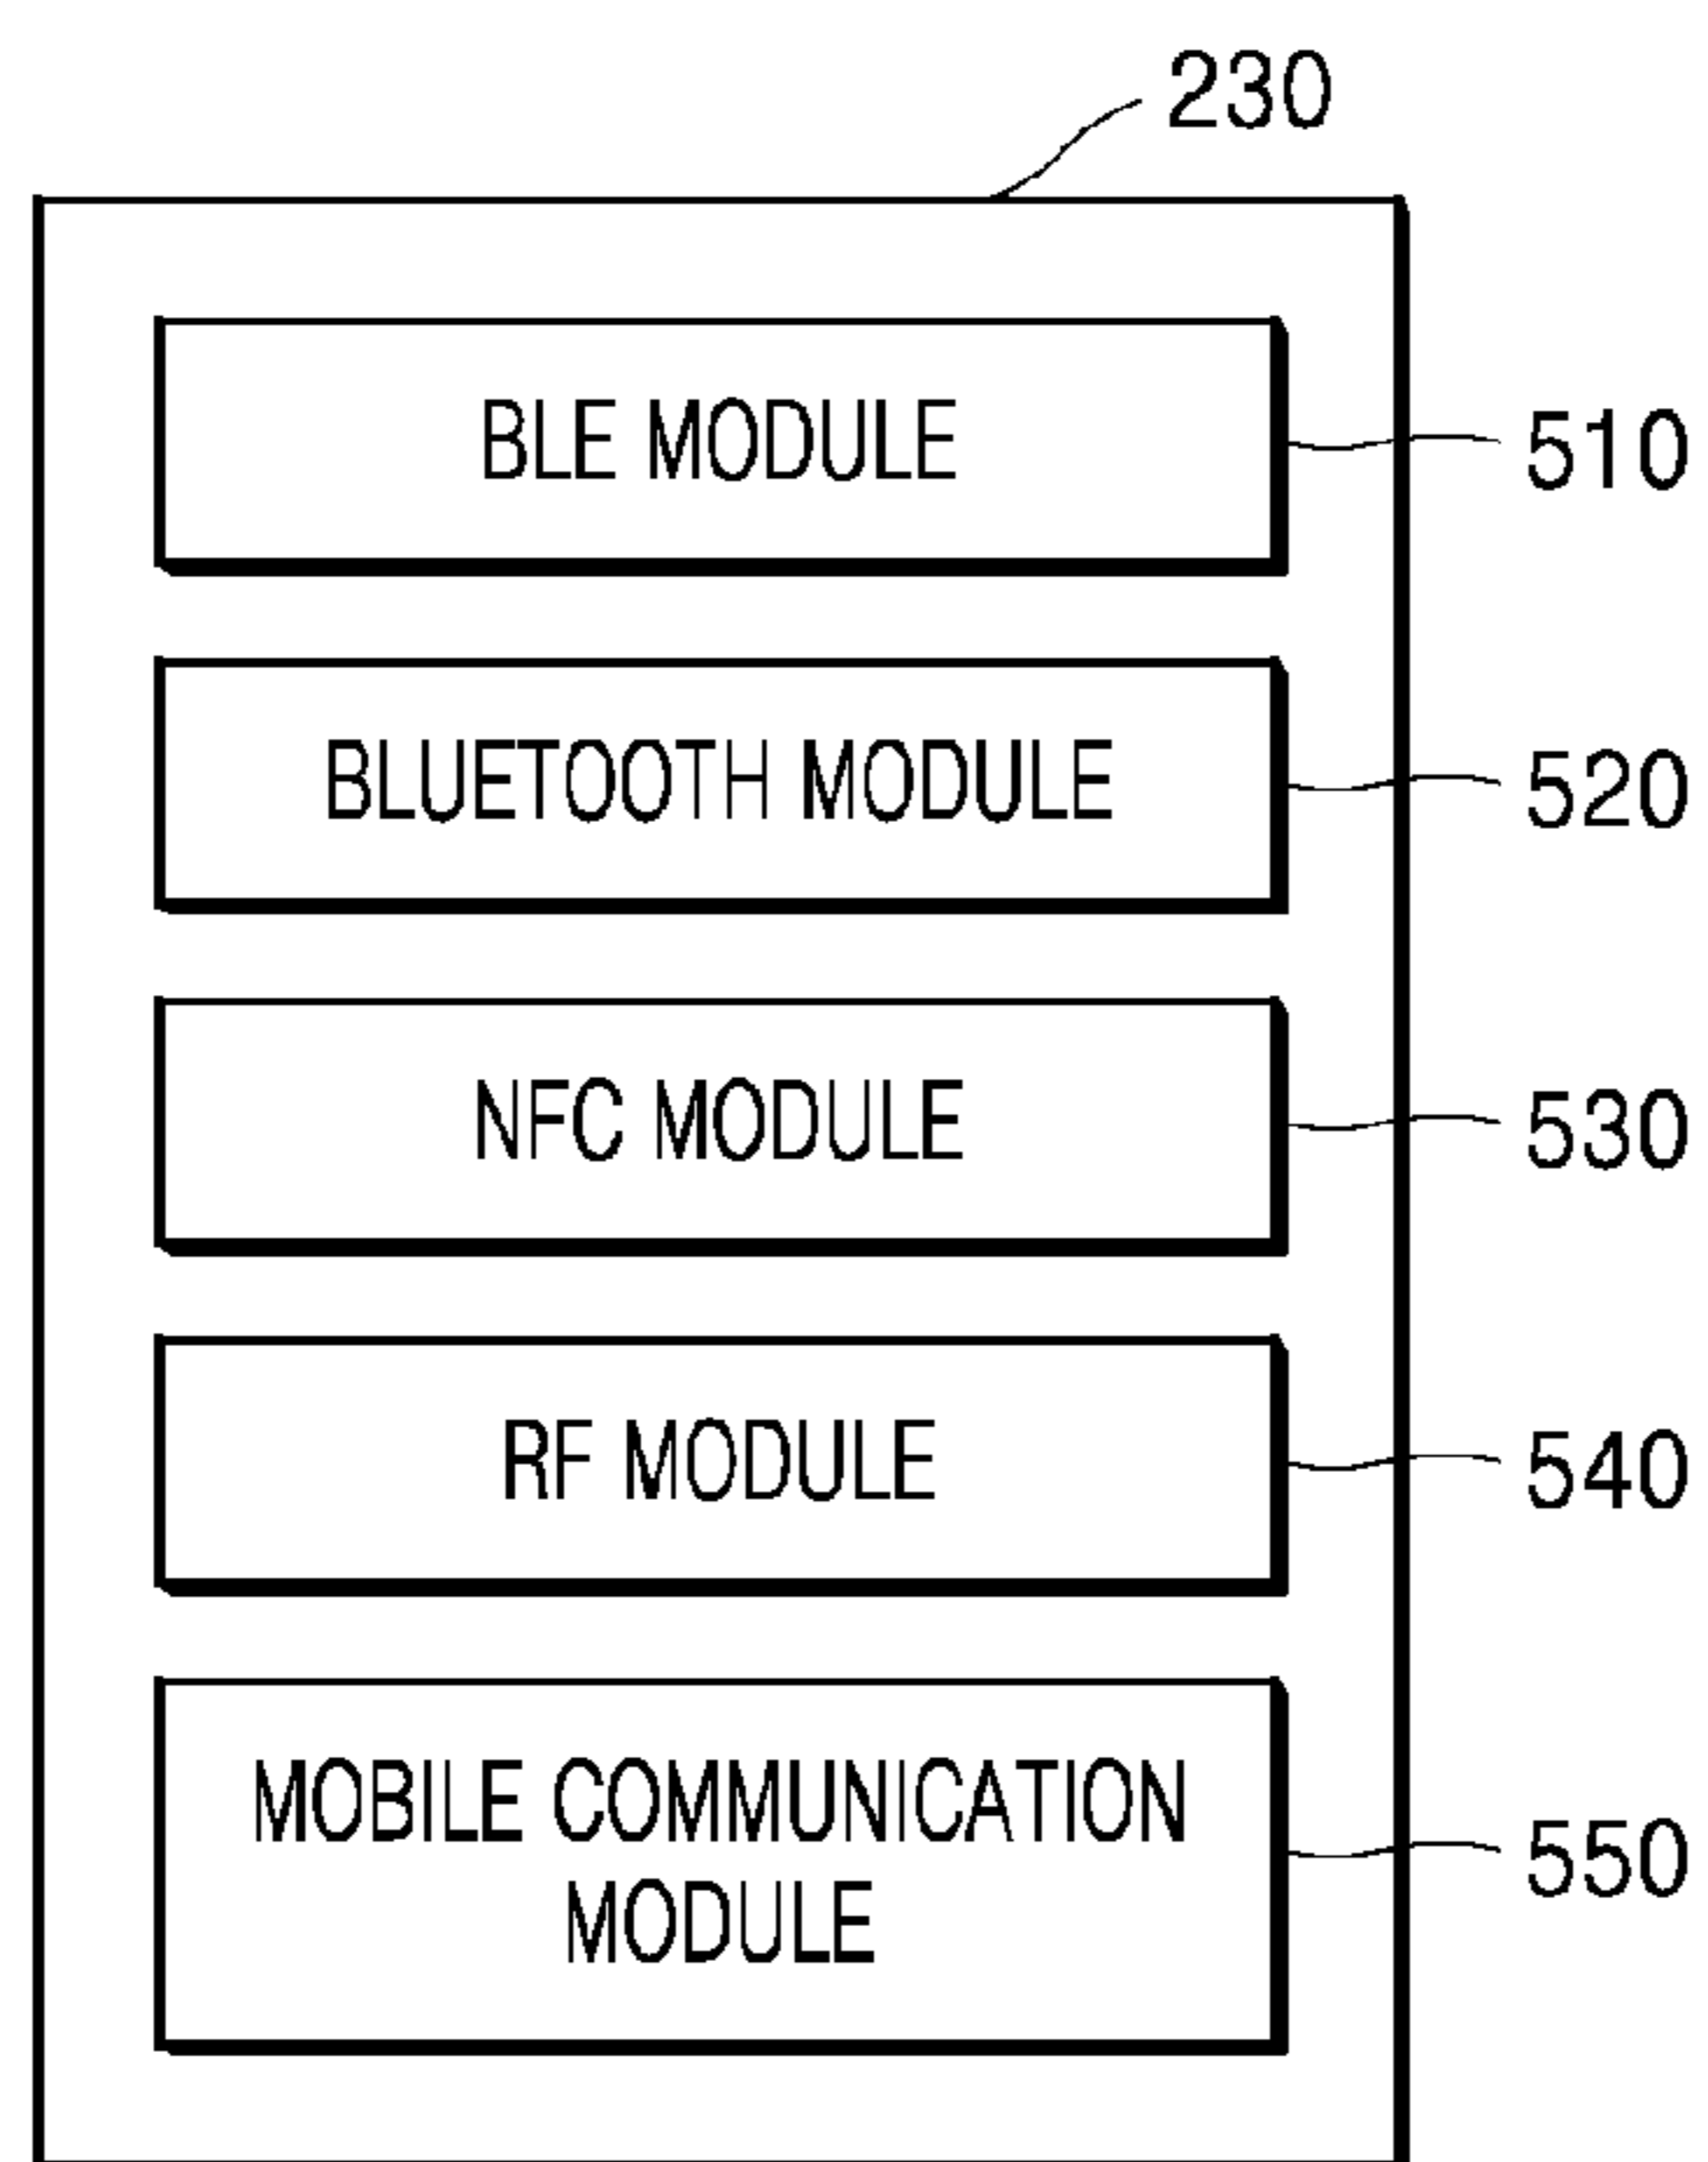 230
BLE MODULE
510
BLUETOOTH MODULE
520
NFC MODULE
530
RF MODULE
540
MOBILE COMMUNICATION
MODULE
550